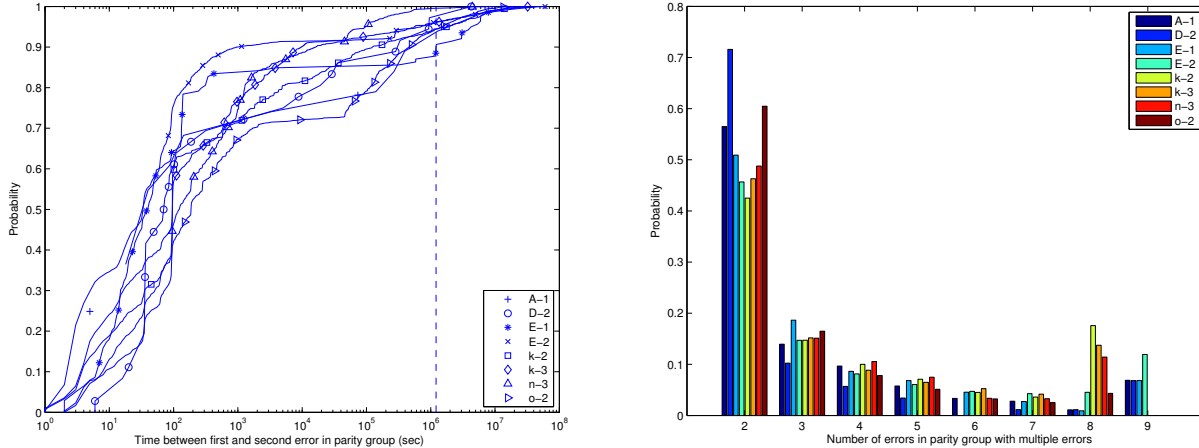 1
0.9
0.8
0.7
0.6
0.5
0.4
0.3
0.2
0.1
0
Probability
10^0
10^1
10^2
10^3
10^4
10^5
10^6
10^7
10^8
Time between first and second error in parity group (sec)
A−1
D−2
E−1
E−2
k−2
k−3
n−3
o−2
0.8
0.7
0.6
0.5
0.4
0.3
0.2
0.1
0
Probability
2
3
4
5
6
7
8
9
Number of errors in parity group with multiple errors
A−1
D−2
E−1
E−2
k−2
k−3
n−3
o−2